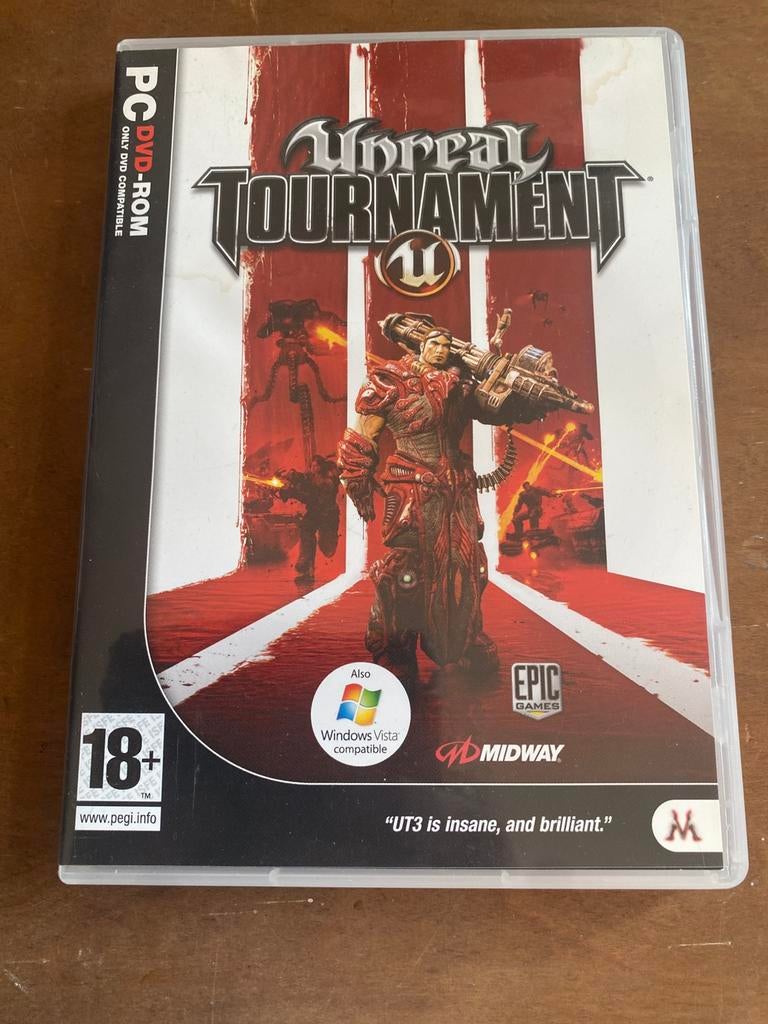 PC DVD-ROM
ONLY DVD COMPATIBLE
Unreal
TOURNAMENT
U
Also
Windows Vista
compatible
EPIC
GAMES
MIDWAY
18+
TM
www.pegi.info
"UT3 is insane, and brilliant."
M